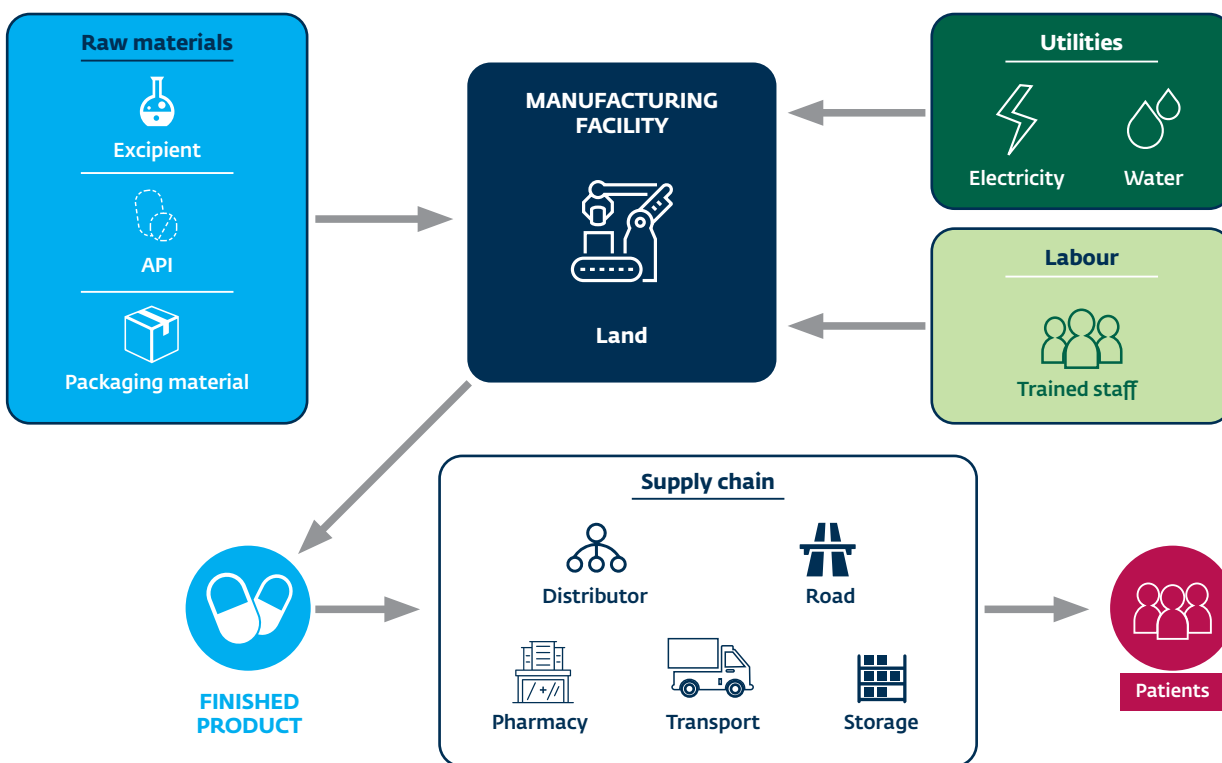 Raw materials
Excipient
API
Packaging material
MANUFACTURING
FACILITY
Land
Utilities
Electricity
Water
Labour
Trained staff
FINISHED
PRODUCT
Supply chain
Distributor
Road
Pharmacy
Transport
Storage
Patients